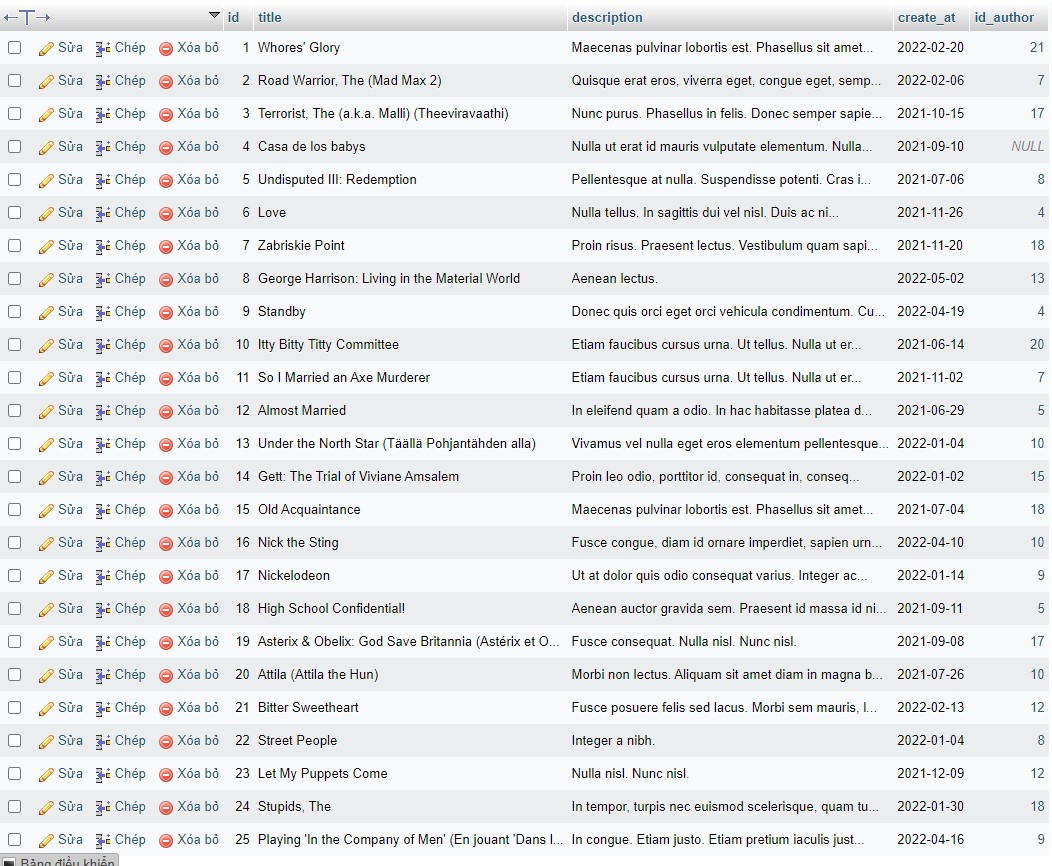 ←T→ id title description create_at id_author
Sửa Chép Xóa bỏ 1 Whores' Glory Maecenas pulvinar lobortis est. Phasellus sit amet... 2022-02-20 21
Sửa Chép Xóa bỏ 2 Road Warrior, The (Mad Max 2) Quisque erat eros, viverra eget, congue eget, semp... 2022-02-06 7
Sửa Chép Xóa bỏ 3 Terrorist, The (a.k.a. Malli) (Theeviravaathi) Nunc purus. Phasellus in felis. Donec semper sapie... 2021-10-15 17
Sửa Chép Xóa bỏ 4 Casa de los babys Nulla ut erat id mauris vulputate elementum. Nulla... 2021-09-10 NULL
Sửa Chép Xóa bỏ 5 Undisputed III: Redemption Pellentesque at nulla. Suspendisse potenti. Cras i... 2021-07-06 8
Sửa Chép Xóa bỏ 6 Love Nulla tellus. In sagittis dui vel nisl. Duis ac ni... 2021-11-26 4
Sửa Chép Xóa bỏ 7 Zabriskie Point Proin risus. Praesent lectus. Vestibulum quam sapi... 2021-11-20 18
Sửa Chép Xóa bỏ 8 George Harrison: Living in the Material World Aenean lectus. 2022-05-02 13
Sửa Chép Xóa bỏ 9 Standby Donec quis orci eget orci vehicula condimentum. Cu... 2022-04-19 4
Sửa Chép Xóa bỏ 10 Itty Bitty Titty Committee Etiam faucibus cursus urna. Ut tellus. Nulla ut er... 2021-06-14 20
Sửa Chép Xóa bỏ 11 So I Married an Axe Murderer Etiam faucibus cursus urna. Ut tellus. Nulla ut er... 2021-11-02 7
Sửa Chép Xóa bỏ 12 Almost Married In eleifend quam a odio. In hac habitasse platea d... 2021-06-29 5
Sửa Chép Xóa bỏ 13 Under the North Star (Täällä Pohjantähden alla) Vivamus vel nulla eget eros elementum pellentesque... 2022-01-04 10
Sửa Chép Xóa bỏ 14 Gett: The Trial of Viviane Amsalem Proin leo odio, porttitor id, consequat in, conseq... 2022-01-02 15
Sửa Chép Xóa bỏ 15 Old Acquaintance Maecenas pulvinar lobortis est. Phasellus sit amet... 2021-07-04 18
Sửa Chép Xóa bỏ 16 Nick the Sting Fusce congue, diam id ornare imperdiet, sapien urn... 2022-04-10 10
Sửa Chép Xóa bỏ 17 Nickelodeon Ut at dolor quis odio consequat varius. Integer ac... 2022-01-14 9
Sửa Chép Xóa bỏ 18 High School Confidential! Aenean auctor gravida sem. Praesent id massa id ni... 2021-09-11 5
Sửa Chép Xóa bỏ 19 Asterix & Obelix: God Save Britannia (Astérix et O... Fusce consequat. Nulla nisl. Nunc nisl. 2021-09-08 17
Sửa Chép Xóa bỏ 20 Attila (Attila the Hun) Morbi non lectus. Aliquam sit amet diam in magna b... 2021-07-26 10
Sửa Chép Xóa bỏ 21 Bitter Sweetheart Fusce posuere felis sed lacus. Morbi sem mauris, l... 2022-02-13 12
Sửa Chép Xóa bỏ 22 Street People Integer a nibh. 2022-01-04 8
Sửa Chép Xóa bỏ 23 Let My Puppets Come Nulla nisl. Nunc nisl. 2021-12-09 12
Sửa Chép Xóa bỏ 24 Stupids, The In tempor, turpis nec euismod scelerisque, quam tu... 2022-01-30 18
Sửa Chép Xóa bỏ 25 Playing 'In the Company of Men' (En jouant 'Dans l... In congue. Etiam justo. Etiam pretium iaculis just... 2022-04-16 9
Bảng điều khiển